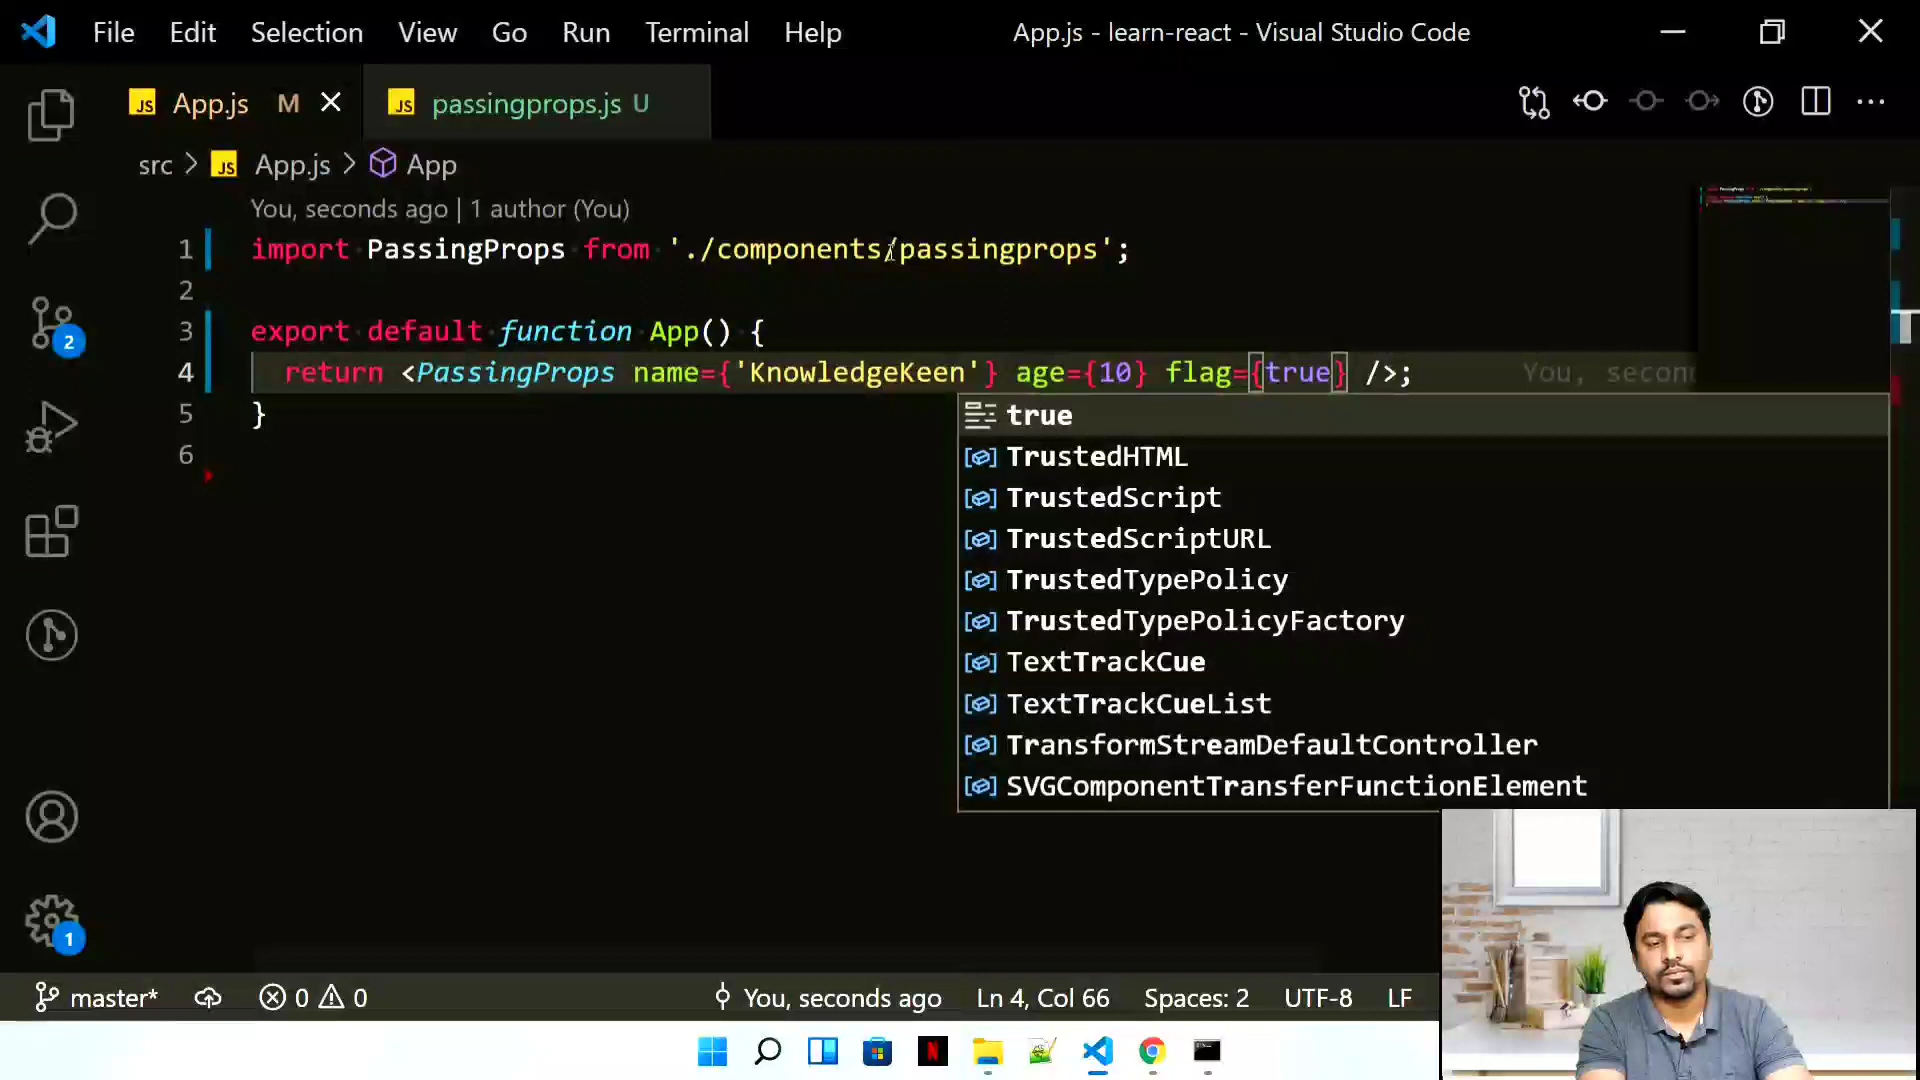 File Edit Selection View Go Run Terminal Help App.js - learn-react - Visual Studio Code
JS App.js M JS passingprops.js U
src > JS App.js > App
You, seconds ago | 1 author (You)
1 import PassingProps from './components/passingprops';
2
3 export default function App() {
4 return <PassingProps name={'KnowledgeKeen'} age={10} flag={true} />; You,
5 }
6
true
TrustedHTML
TrustedScript
TrustedScriptURL
TrustedTypePolicy
TrustedTypePolicyFactory
TextTrackCue
TextTrackCueList
TransformStreamDefaultController
SVGComponentTransferFunctionElement
2
1
master* 0 0 You, seconds ago Ln 4, Col 66 Spaces: 2 UTF-8 LF
N